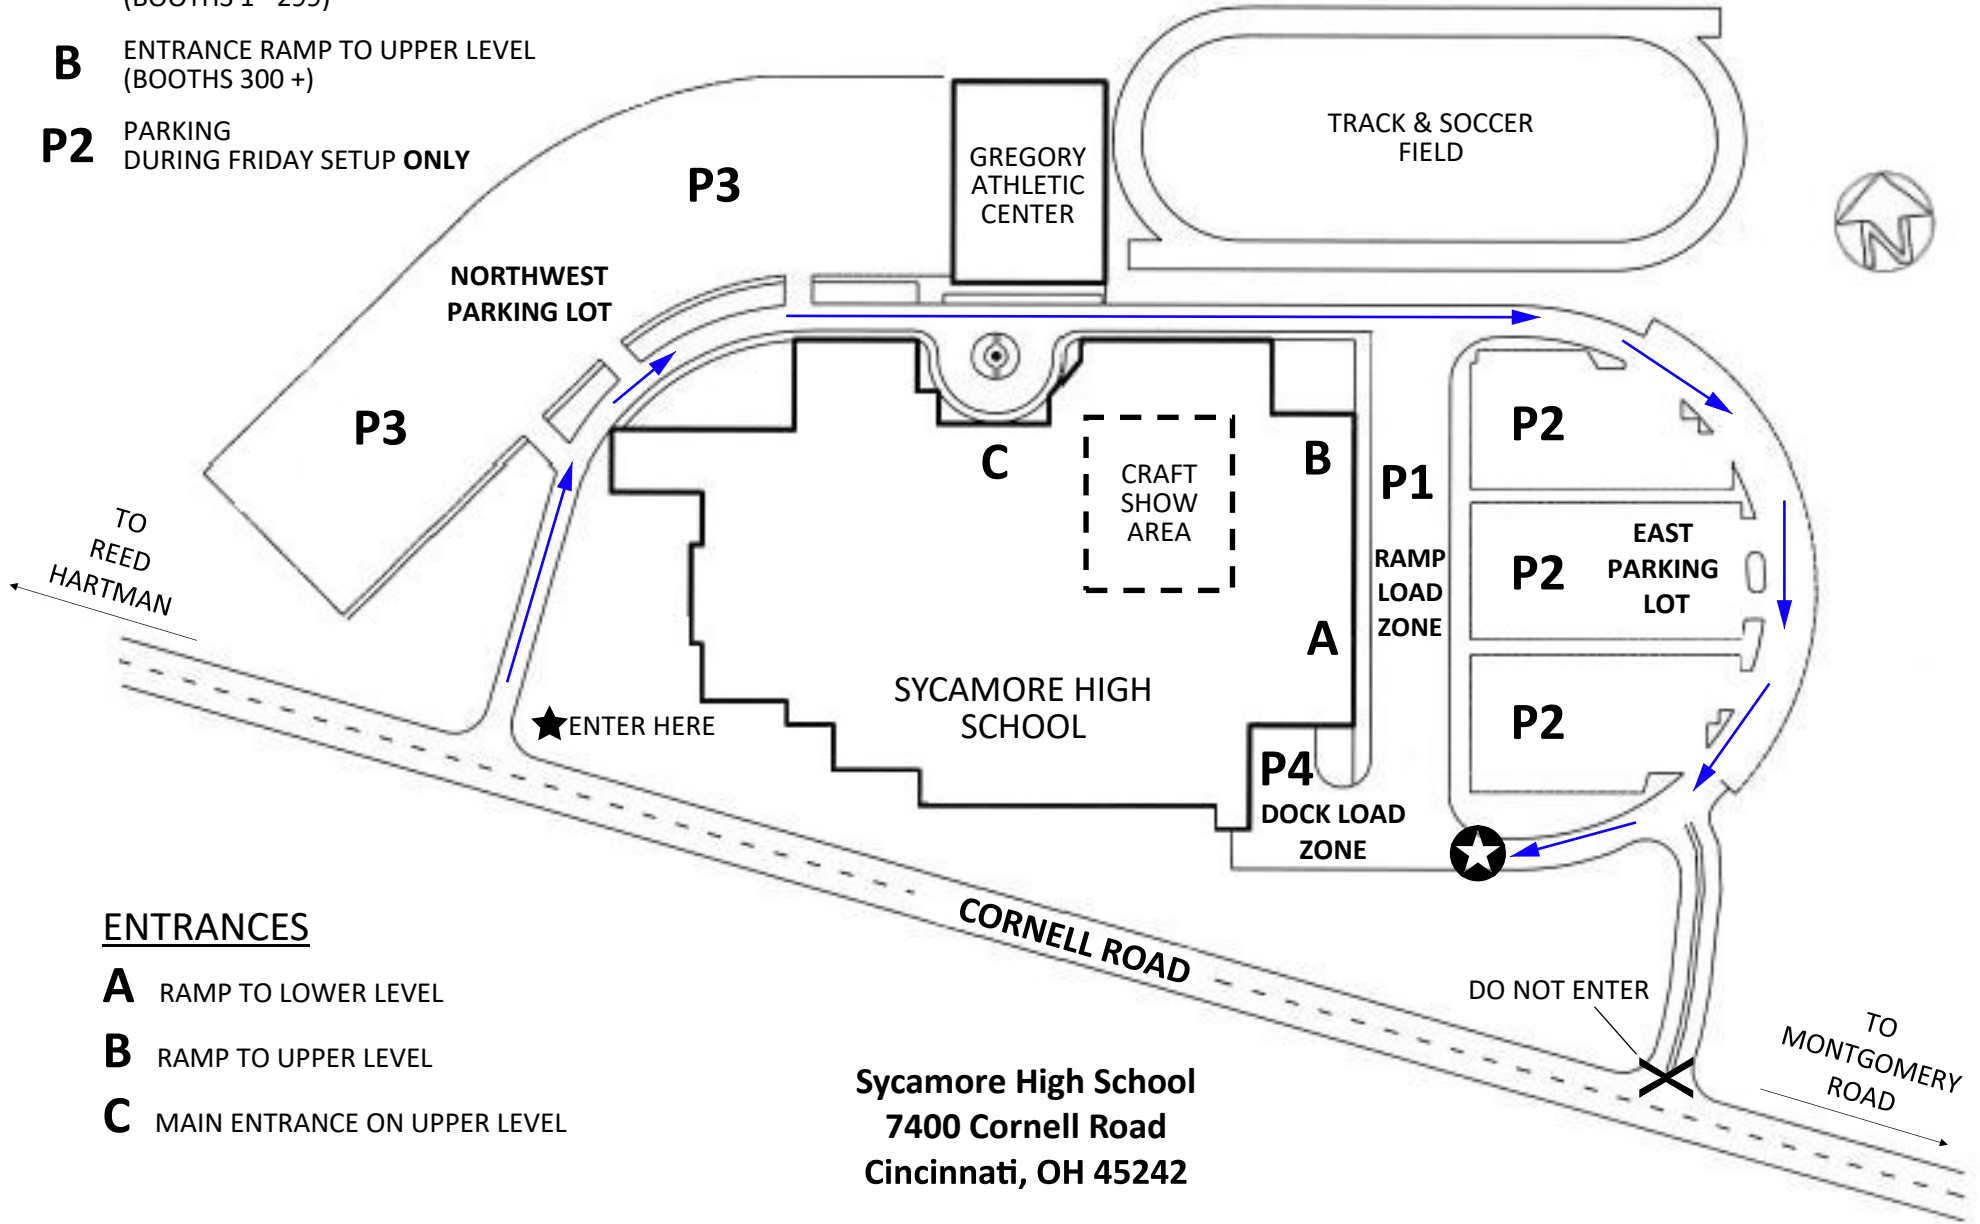 (BOOTHS 1 - 299)
B ENTRANCE RAMP TO UPPER LEVEL
(BOOTHS 300 +)
P2 PARKING
DURING FRIDAY SETUP ONLY
TRACK & SOCCER
FIELD
GREGORY
ATHLETIC
CENTER
P3
N
NORTHWEST
PARKING LOT
P3
C
CRAFT
SHOW
AREA
B
P1
P2
RAMP
LOAD
ZONE
P2
EAST
PARKING
LOT
TO
REED
HARTMAN
A
SYCAMORE HIGH
SCHOOL
P2
ENTER HERE
P4
DOCK LOAD
ZONE
CORNELL ROAD
DO NOT ENTER
TO
MONTGOMERY
ROAD
ENTRANCES
A RAMP TO LOWER LEVEL
B RAMP TO UPPER LEVEL
C MAIN ENTRANCE ON UPPER LEVEL
Sycamore High School
7400 Cornell Road
Cincinnati, OH 45242